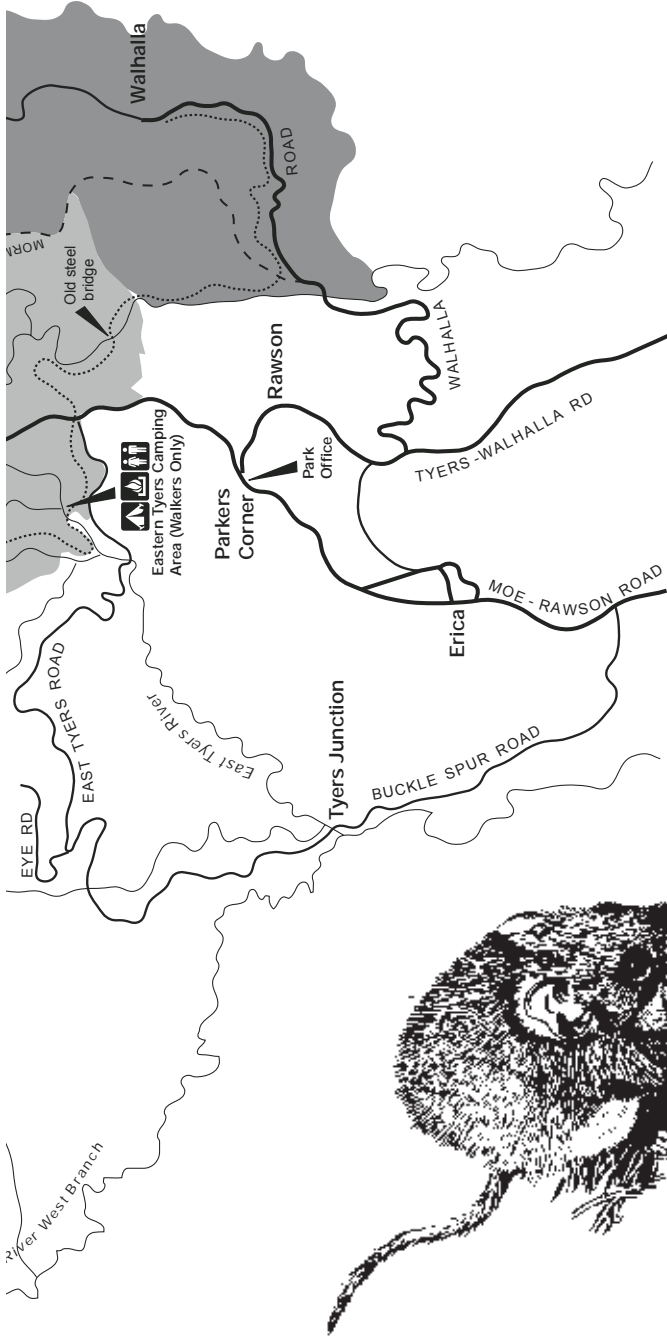 Walhalla
ROAD
MORM
Old steel
bridge
Rawson
WALHALLA
TYERS-WALHALLA RD
Park
Office
Parkers
Corner
Eastern Tyers Camping
Area (Walkers Only)
MOE - RAWSON ROAD
Erica
EAST TYERS ROAD
East Tyers River
Tyers Junction
BUCKLE SPUR ROAD
EYE RD
River West Branch